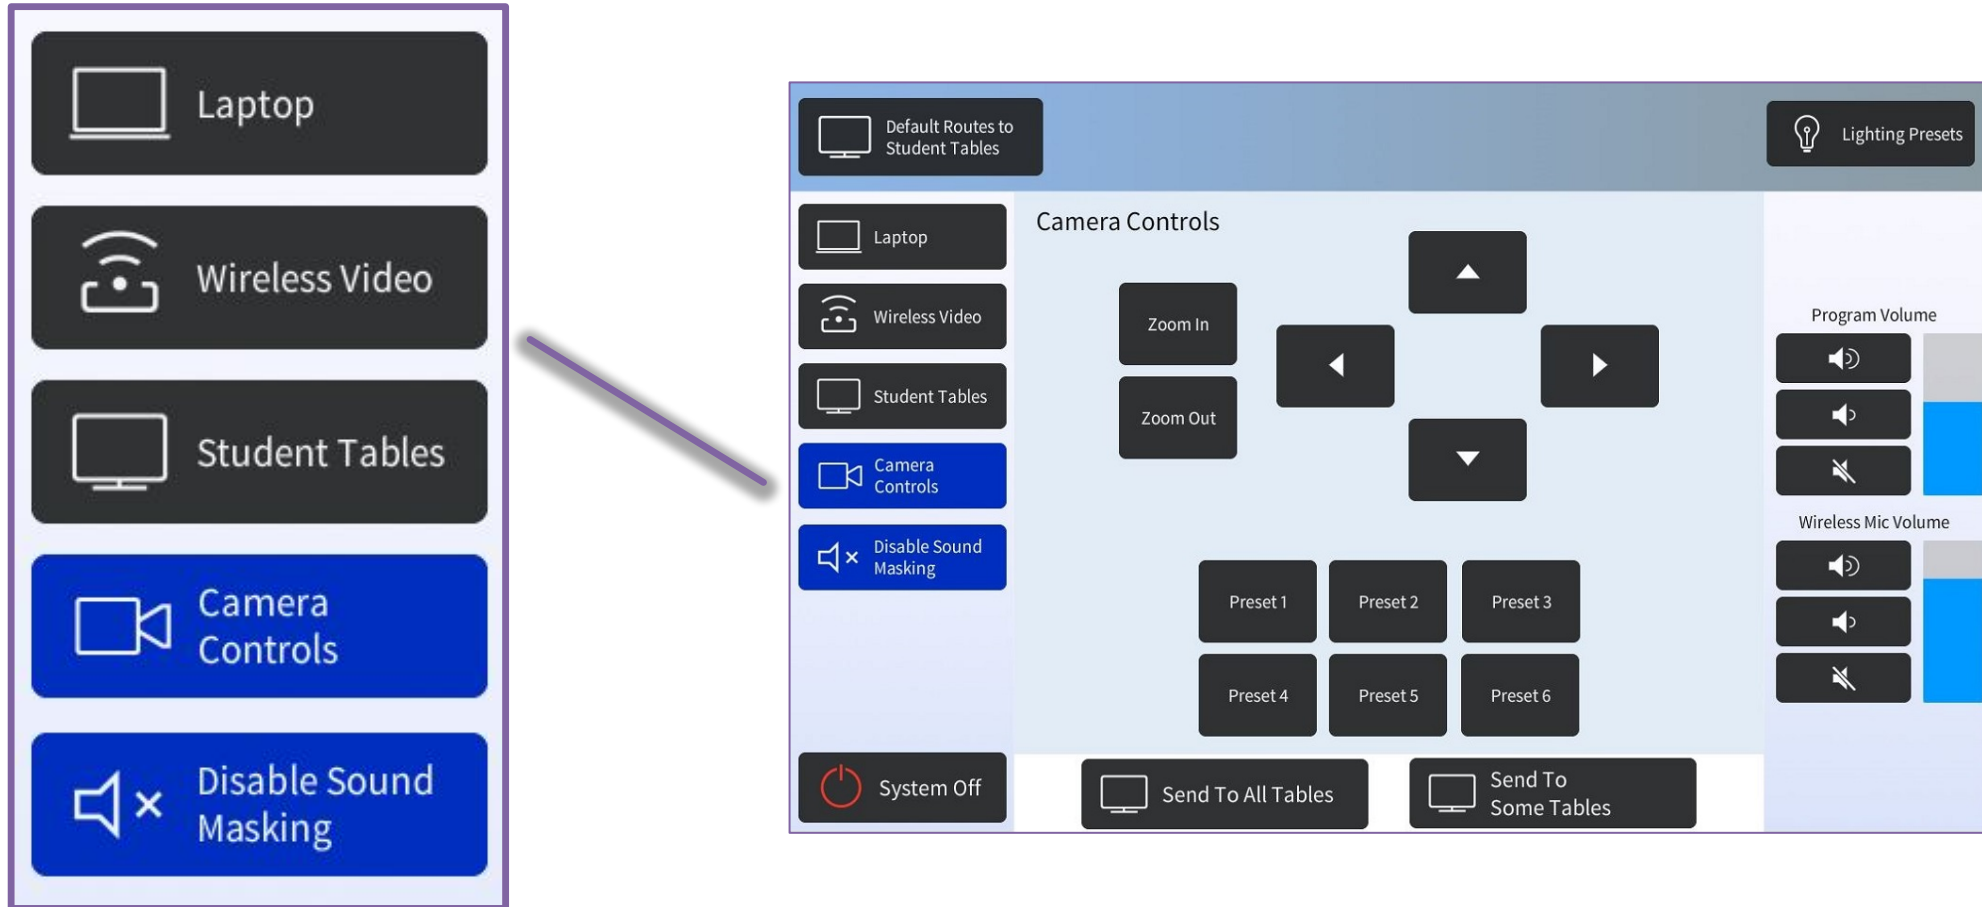 Laptop
Wireless Video
Student Tables
Camera
Controls
Disable Sound
Masking
Default Routes to
Student Tables
Lighting Presets
Laptop
Wireless Video
Student Tables
Camera
Controls
Disable Sound
Masking
System Off
Camera Controls
Zoom In
Zoom Out
Preset 1
Preset 2
Preset 3
Preset 4
Preset 5
Preset 6
Send To All Tables
Send To
Some Tables
Program Volume
Wireless Mic Volume